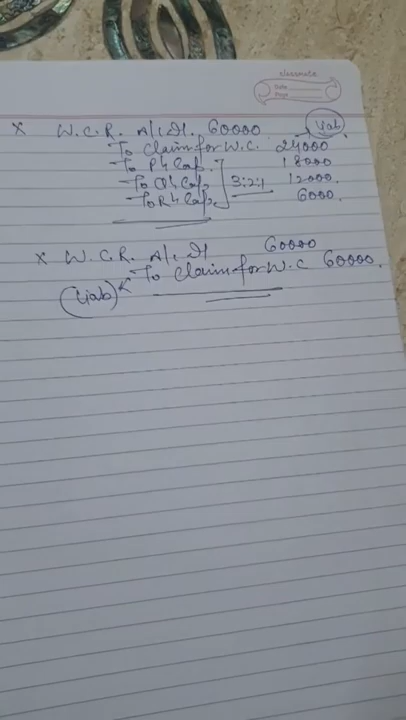 classmate
Date
Page
Liab
x W.C.R. A/c Dr. 60000
To Claim for W.C. 24000
To P's Cap. 18000
To Q's Cap. 3:2:1 12000.
To R's Cap. 6000.
x W.C.R. A/c Dr 60000
To Claim for W.C 60000.
(Liab)